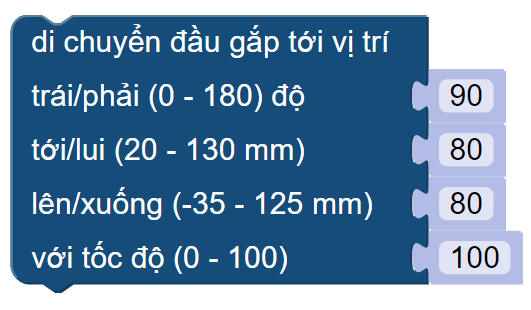 di chuyển đầu gắp tới vị trí
trái/phải (0 - 180) độ 90
tới/lui (20 - 130 mm) 80
lên/xuống (-35 - 125 mm) 80
với tốc độ (0 - 100) 100